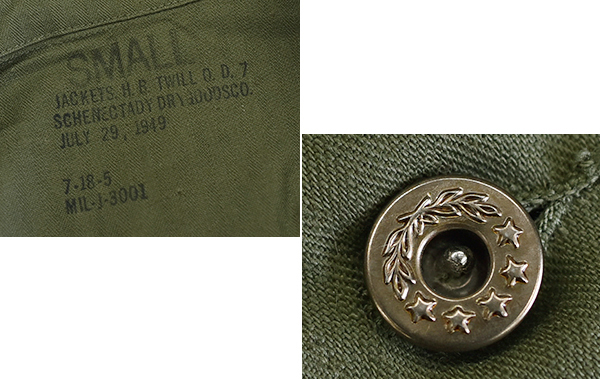 SMALL
JACKETS H. B. TWILL O. D. 7
SCHENECTADY DRY GOODS CO.
JULY 29, 1949
7-18-5
MIL-J-3001